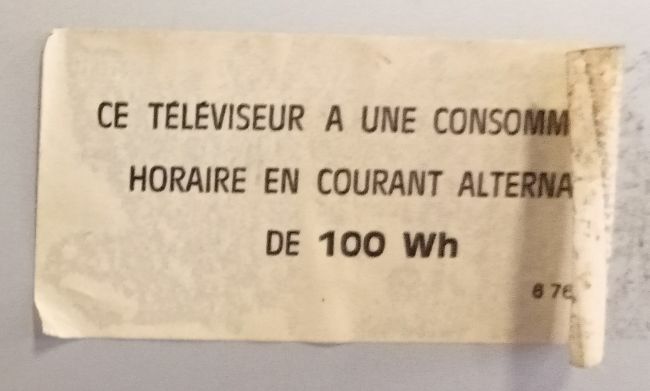 CE TÉLÉVISEUR A UNE CONSOMM
HORAIRE EN COURANT ALTERNA
DE 100 Wh
6 76